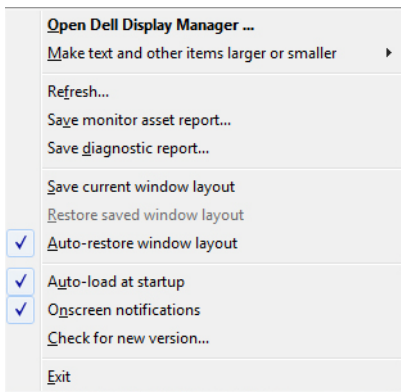 Open Dell Display Manager ...
Make text and other items larger or smaller
Refresh...
Save monitor asset report...
Save diagnostic report...
Save current window layout
Restore saved window layout
Auto-restore window layout
Auto-load at startup
Onscreen notifications
Check for new version...
Exit